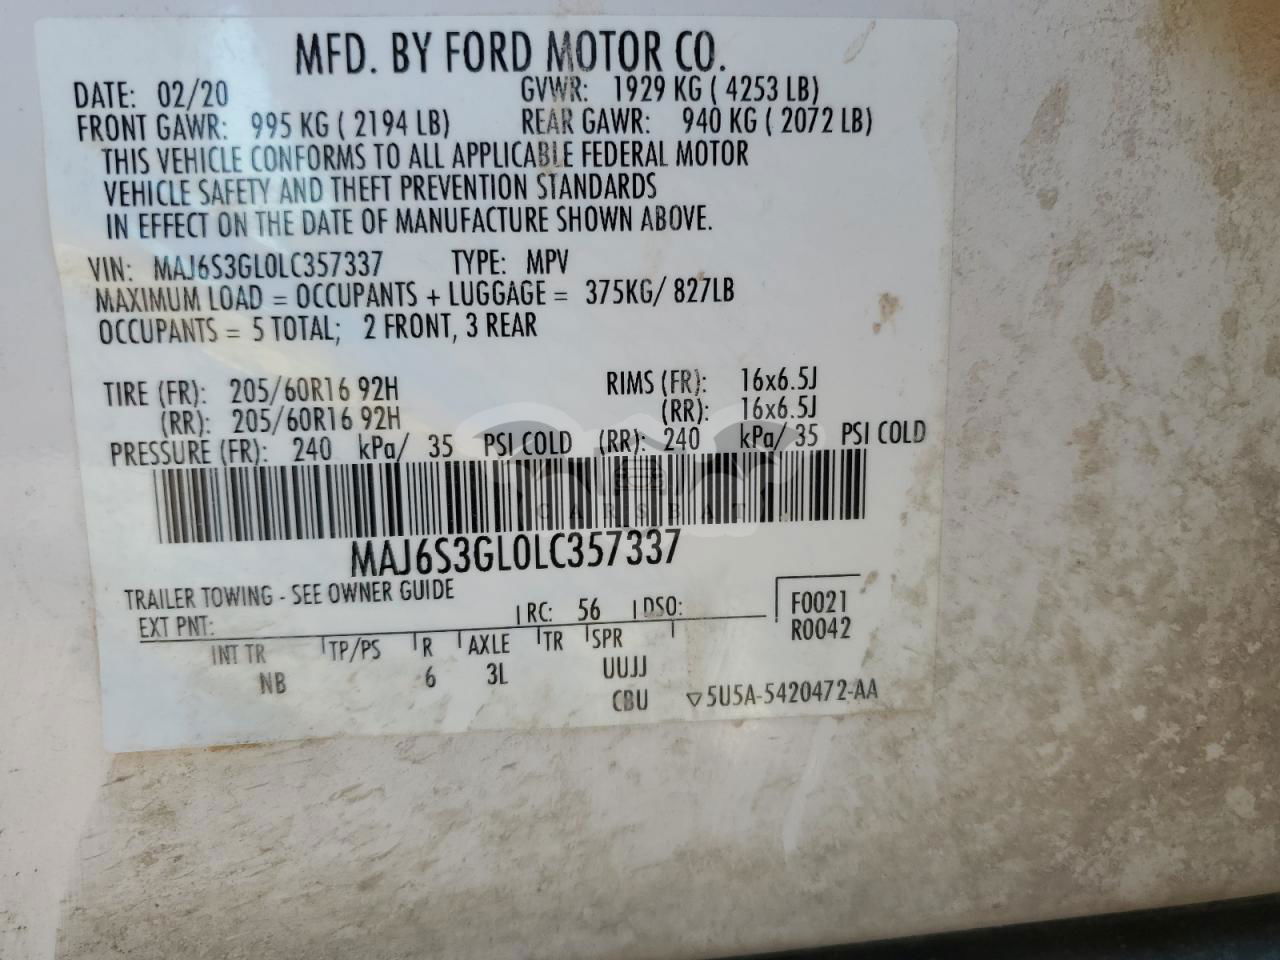 MFD. BY FORD MOTOR CO.
DATE: 02/20 GVWR: 1929 KG ( 4253 LB)
FRONT GAWR: 995 KG ( 2194 LB) REAR GAWR: 940 KG ( 2072 LB)
THIS VEHICLE CONFORMS TO ALL APPLICABLE FEDERAL MOTOR
VEHICLE SAFETY AND THEFT PREVENTION STANDARDS
IN EFFECT ON THE DATE OF MANUFACTURE SHOWN ABOVE.
VIN: MAJ6S3GL0LC357337 TYPE: MPV
MAXIMUM LOAD = OCCUPANTS + LUGGAGE = 375KG/ 827LB
OCCUPANTS = 5 TOTAL; 2 FRONT, 3 REAR
TIRE (FR): 205/60R16 92H RIMS (FR): 16x6.5J
(RR): 205/60R16 92H (RR): 16x6.5J
PRESSURE (FR): 240 kPa/ 35 PSI COLD (RR): 240 kPa/ 35 PSI COLD
CARSBAT
MAJ6S3GL0LC357337
TRAILER TOWING - SEE OWNER GUIDE
EXT PNT: RC: 56 DSO: F0021
R0042
INT TR TP/PS R AXLE TR SPR
NB 6 3L UUJJ
CBU ▽5U5A-5420472-AA